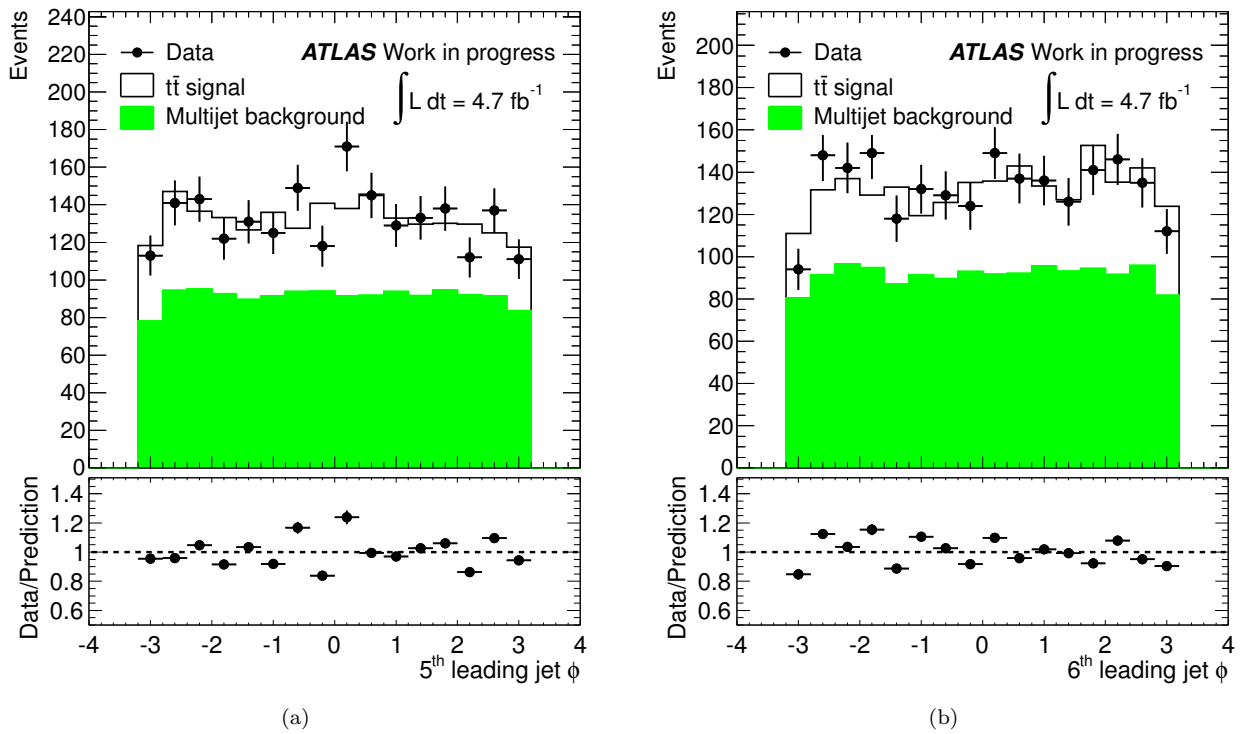 Events
240
220
200
180
160
140
120
100
80
60
40
20
0
Data
tt̄ signal
Multijet background
ATLAS Work in progress
∫ L dt = 4.7 fb⁻¹
Data/Prediction
1.4
1.2
1
0.8
0.6
-4 -3 -2 -1 0 1 2 3 4
5th leading jet ϕ
(a)
Events
200
180
160
140
120
100
80
60
40
20
0
Data
tt̄ signal
Multijet background
ATLAS Work in progress
∫ L dt = 4.7 fb⁻¹
Data/Prediction
1.4
1.2
1
0.8
0.6
-4 -3 -2 -1 0 1 2 3 4
6th leading jet ϕ
(b)